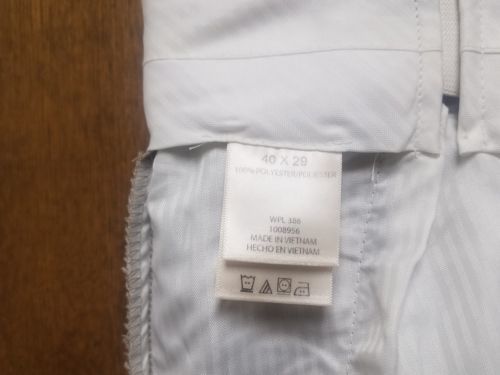 40 X 29
100% POLYESTER/POLIESTER
WPL 386
1008956
MADE IN VIETNAM
HECHO EN VIETNAM